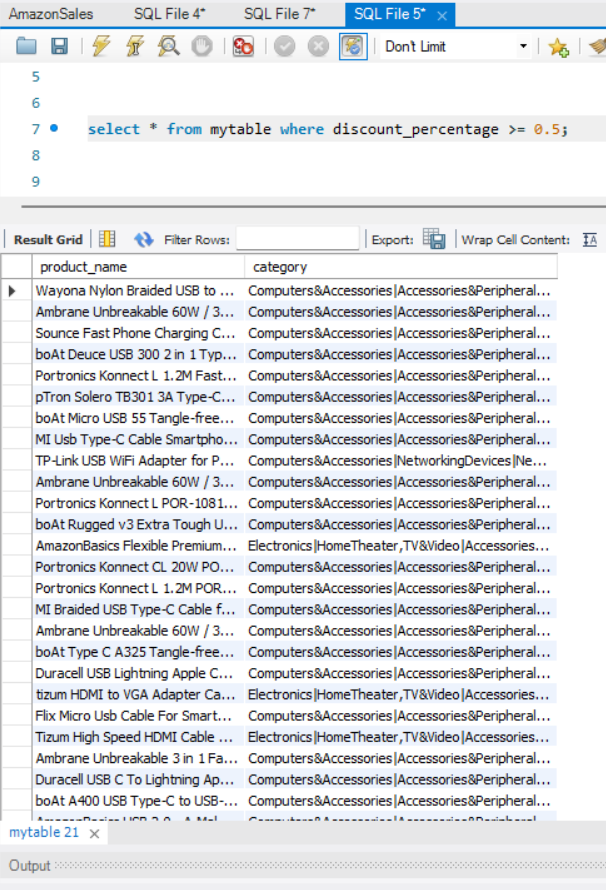 AmazonSales SQL File 4* SQL File 7* SQL File 5* ×
Don't Limit
5
6
7 select * from mytable where discount_percentage >= 0.5;
8
9
Result Grid Filter Rows: Export: Wrap Cell Content: IA
product_name category
Wayona Nylon Braided USB to ... Computers&Accessories|Accessories&Peripheral...
Ambrane Unbreakable 60W / 3... Computers&Accessories|Accessories&Peripheral...
Sounce Fast Phone Charging C... Computers&Accessories|Accessories&Peripheral...
boAt Deuce USB 300 2 in 1 Typ... Computers&Accessories|Accessories&Peripheral...
Portronics Konnect L 1.2M Fast... Computers&Accessories|Accessories&Peripheral...
pTron Solero TB301 3A Type-C... Computers&Accessories|Accessories&Peripheral...
boAt Micro USB 55 Tangle-free... Computers&Accessories|Accessories&Peripheral...
MI Usb Type-C Cable Smartpho... Computers&Accessories|Accessories&Peripheral...
TP-Link USB WiFi Adapter for P... Computers&Accessories|NetworkingDevices|Ne...
Ambrane Unbreakable 60W / 3... Computers&Accessories|Accessories&Peripheral...
Portronics Konnect L POR-1081... Computers&Accessories|Accessories&Peripheral...
boAt Rugged v3 Extra Tough U... Computers&Accessories|Accessories&Peripheral...
AmazonBasics Flexible Premium... Electronics|HomeTheater,TV&Video|Accessories...
Portronics Konnect CL 20W PO... Computers&Accessories|Accessories&Peripheral...
Portronics Konnect L 1.2M POR... Computers&Accessories|Accessories&Peripheral...
MI Braided USB Type-C Cable f... Computers&Accessories|Accessories&Peripheral...
Ambrane Unbreakable 60W / 3... Computers&Accessories|Accessories&Peripheral...
boAt Type C A325 Tangle-free... Computers&Accessories|Accessories&Peripheral...
Duracell USB Lightning Apple C... Computers&Accessories|Accessories&Peripheral...
tizum HDMI to VGA Adapter Ca... Electronics|HomeTheater,TV&Video|Accessories...
Flix Micro Usb Cable For Smart... Computers&Accessories|Accessories&Peripheral...
Tizum High Speed HDMI Cable ... Electronics|HomeTheater,TV&Video|Accessories...
Ambrane Unbreakable 3 in 1 Fa... Computers&Accessories|Accessories&Peripheral...
Duracell USB C To Lightning Ap... Computers&Accessories|Accessories&Peripheral...
boAt A400 USB Type-C to USB-... Computers&Accessories|Accessories&Peripheral...
mytable 21 ×
Output